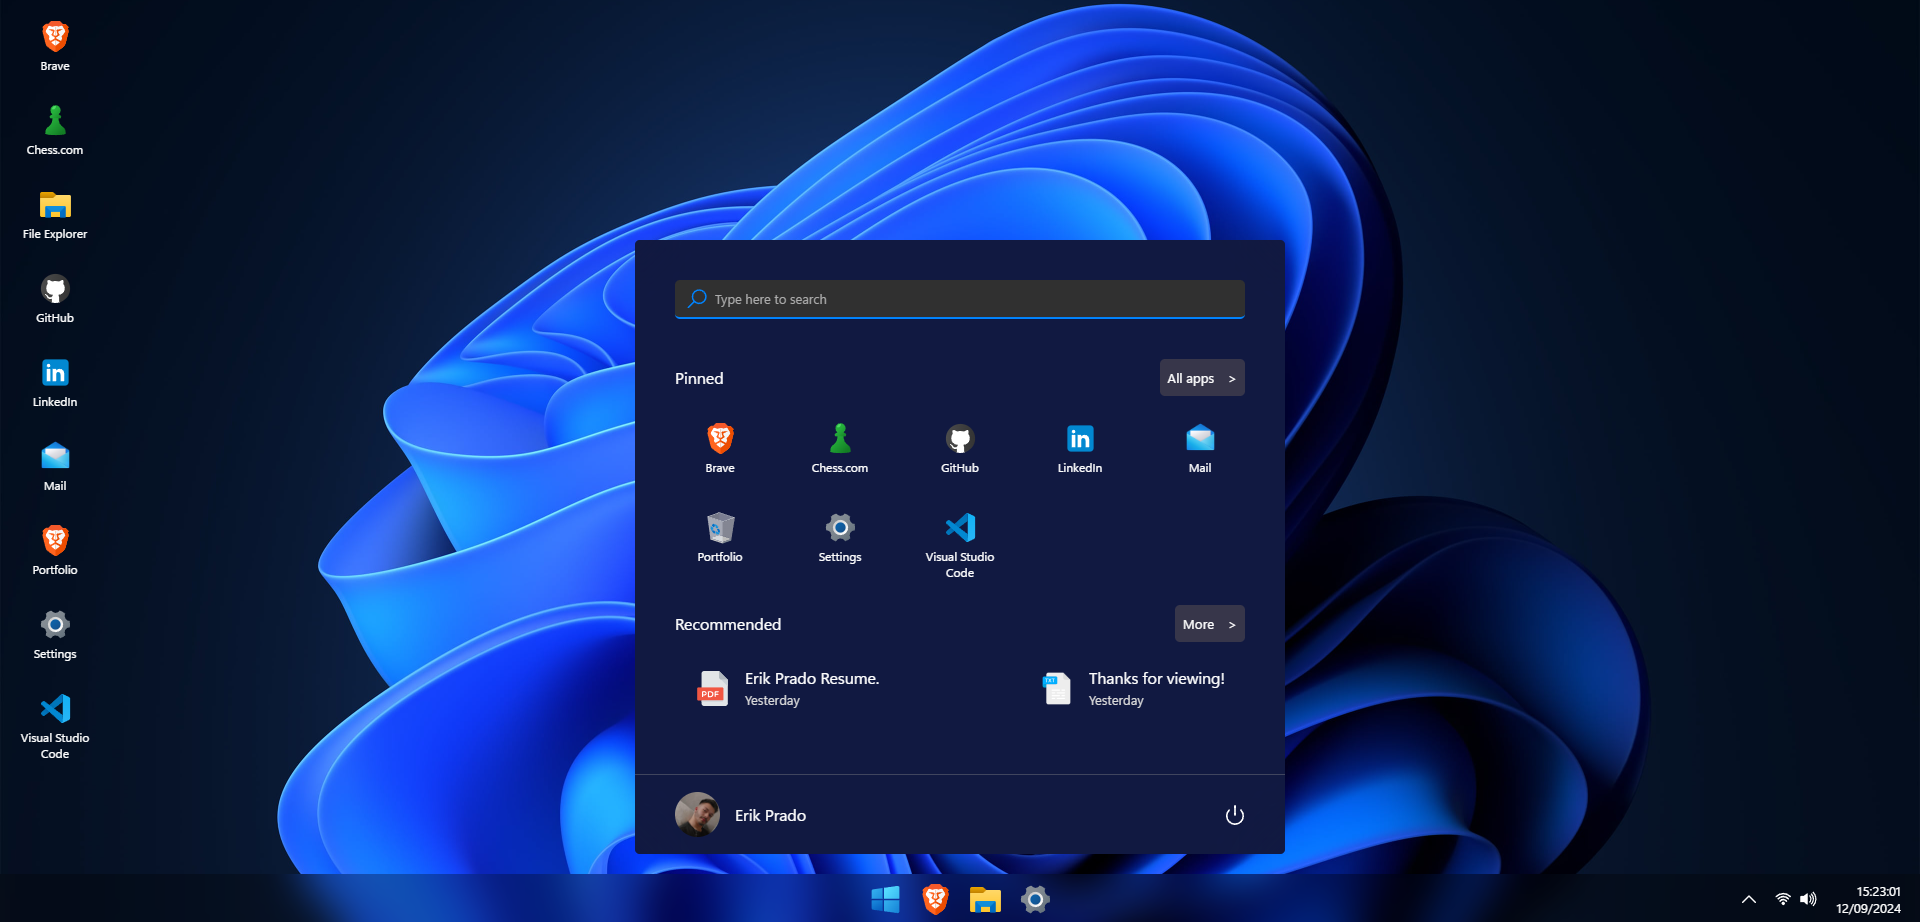 Brave
Chess.com
File Explorer
GitHub
in
LinkedIn
Mail
Portfolio
Settings
Visual Studio
Code
Type here to search
Pinned
All apps >
Brave
Chess.com
GitHub
in
LinkedIn
Mail
Portfolio
Settings
Visual Studio
Code
Recommended
More >
PDF
Erik Prado Resume.
Yesterday
TXT
Thanks for viewing!
Yesterday
Erik Prado
15:23:01
12/09/2024